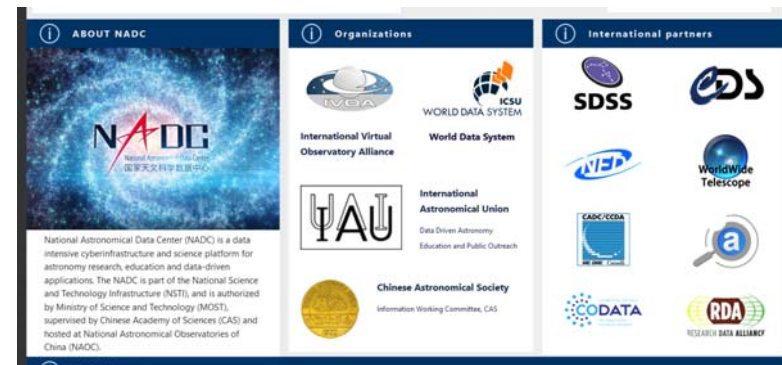 ABOUT NADC
NADC
National Astronomical Data Center
国家天文科学数据中心
National Astronomical Data Center (NADC) is a data
intensive cyberinfrastructure and science platform for
astronomy research, education and data-driven
applications. The NADC is part of the National Science
and Technology Infrastructure (NSTI), and is authorized
by Ministry of Science and Technology (MOST),
supervised by Chinese Academy of Sciences (CAS) and
hosted at National Astronomical Observatories of
China (NAOC).
Organizations
IVOA
ICSU
WORLD DATA SYSTEM
International Virtual
Observatory Alliance
World Data System
IAU
International
Astronomical Union
Data Driven Astronomy
Education and Public Outreach
Chinese Astronomical Society
Information Working Committee, CAS
International partners
SDSS
CDS
NED
WorldWide
Telescope
CADC/CCDA
a
CODATA
RDA
RESEARCH DATA ALLIANCE